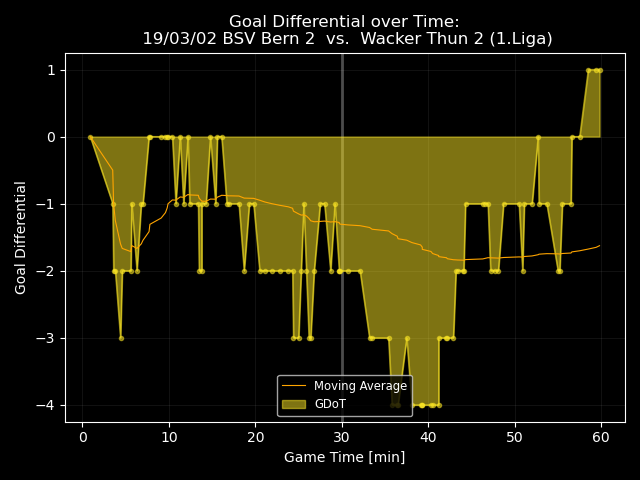 Goal Differential over Time:
19/03/02 BSV Bern 2  vs.  Wacker Thun 2 (1.Liga)
Goal Differential
1
0
−1
−2
−3
−4
Moving Average
GDoT
0 10 20 30 40 50 60
Game Time [min]